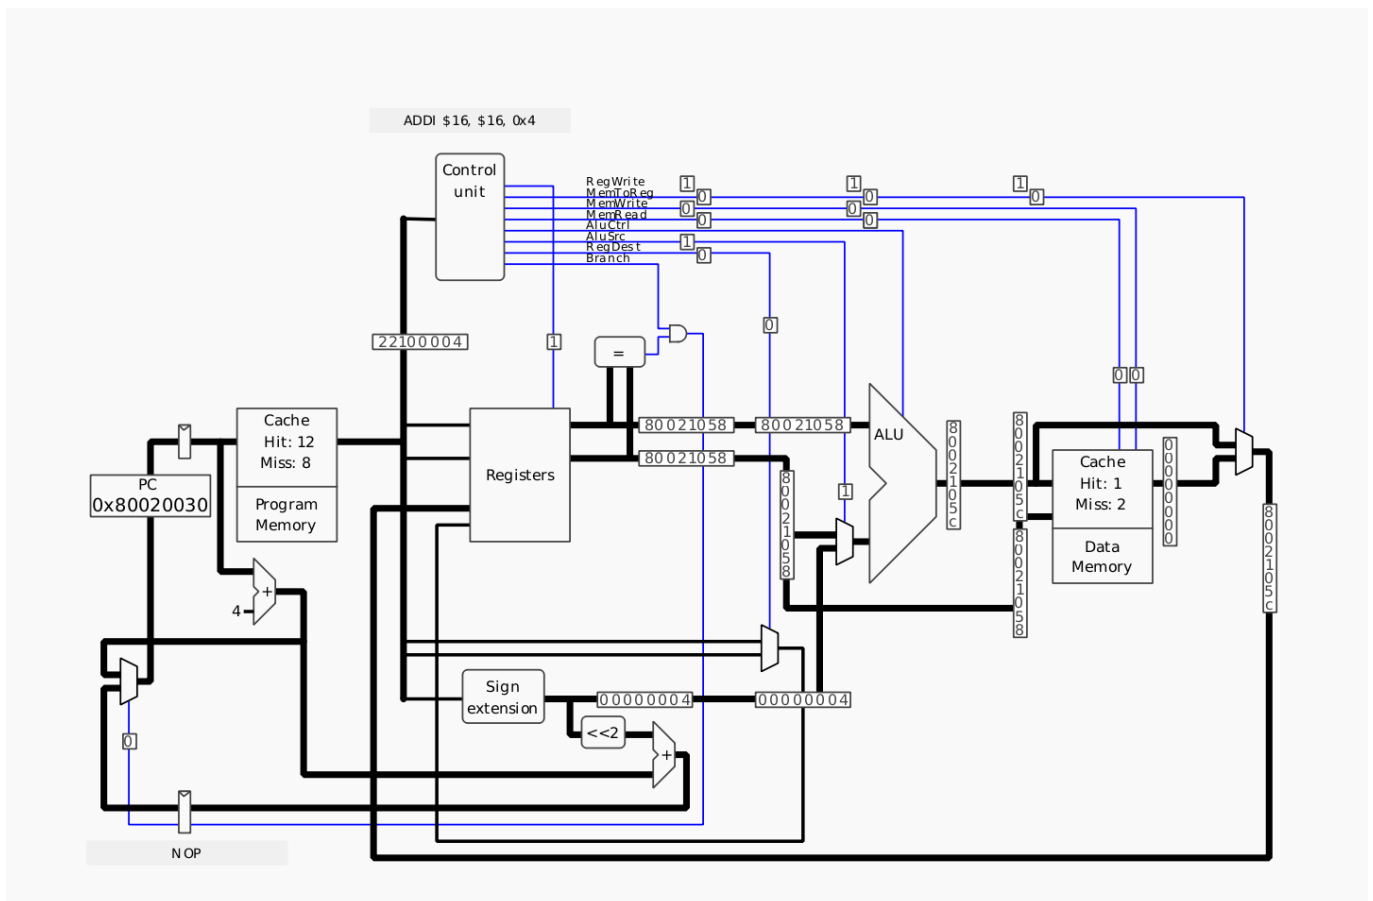 ADDI $16, $16, 0x4
Control
unit
RegWrite
MemToReg
MemWrite
MemRead
AluCtrl
AluSrc
RegDest
Branch
1
0
0
0
1
0
1
0
0
0
1
0
22100004
1
=
0
0
0
Cache
Hit: 12
Miss: 8
Program
Memory
PC
0x80020030
Registers
80021058
80021058
80021058
80021058
ALU
1
8002105c
8002105c
80021058
Cache
Hit: 1
Miss: 2
Data
Memory
00000000
8002105c
+
4
Sign
extension
00000004
00000004
<<2
+
0
NOP